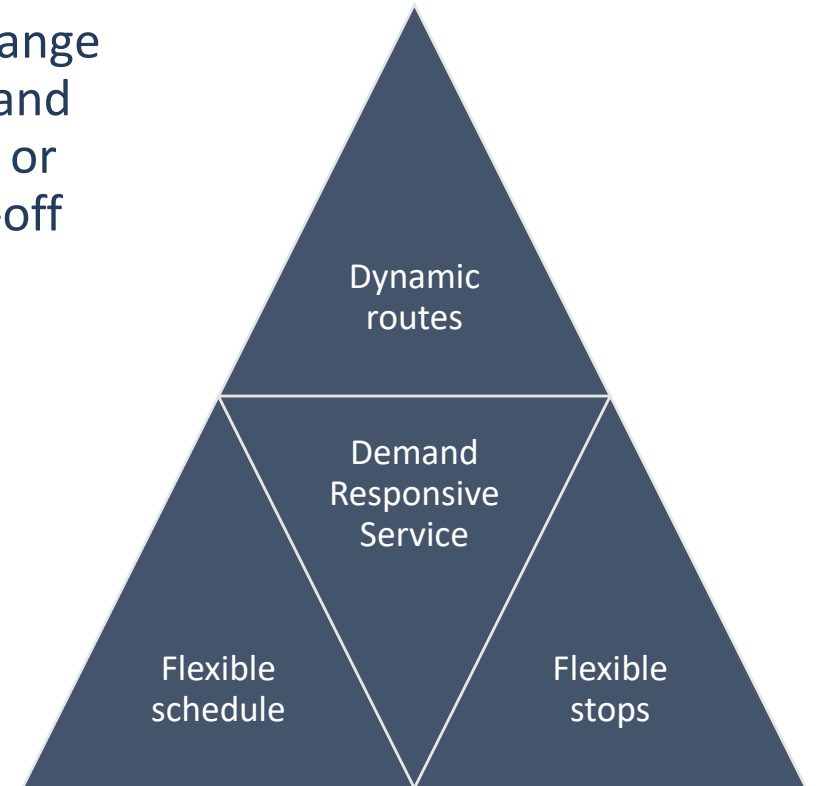 ange
and
or
-off
Dynamic
routes
Demand
Responsive
Service
Flexible
schedule
Flexible
stops